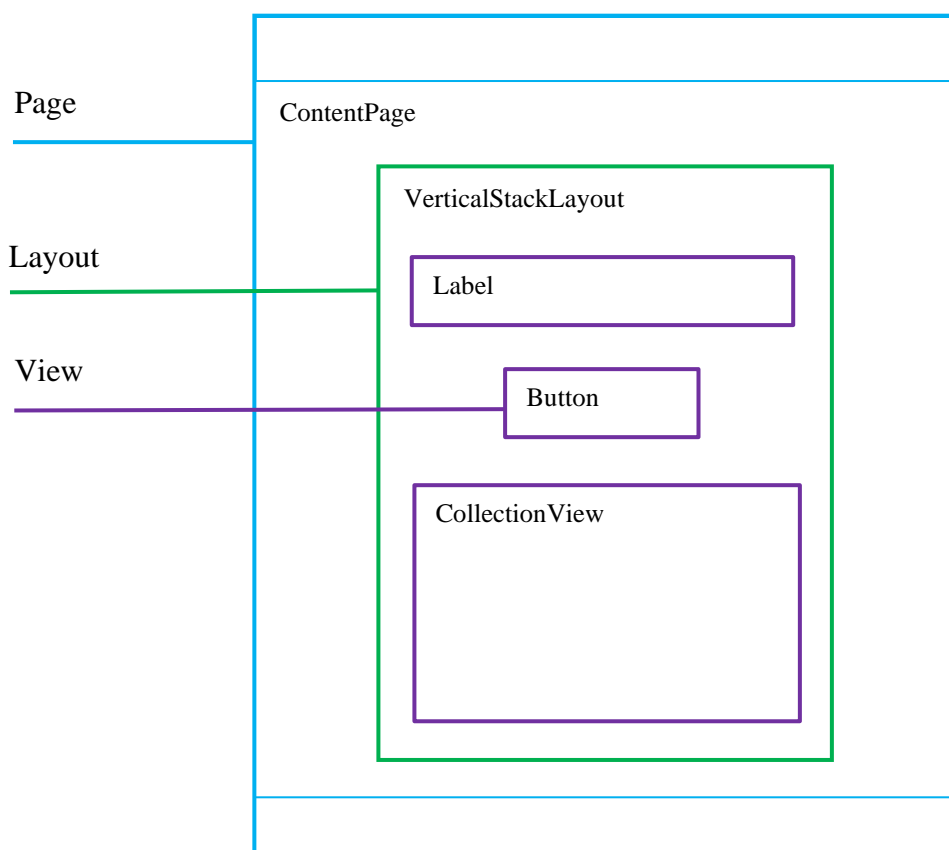 Page
ContentPage
VerticalStackLayout
Layout
Label
View
Button
CollectionView